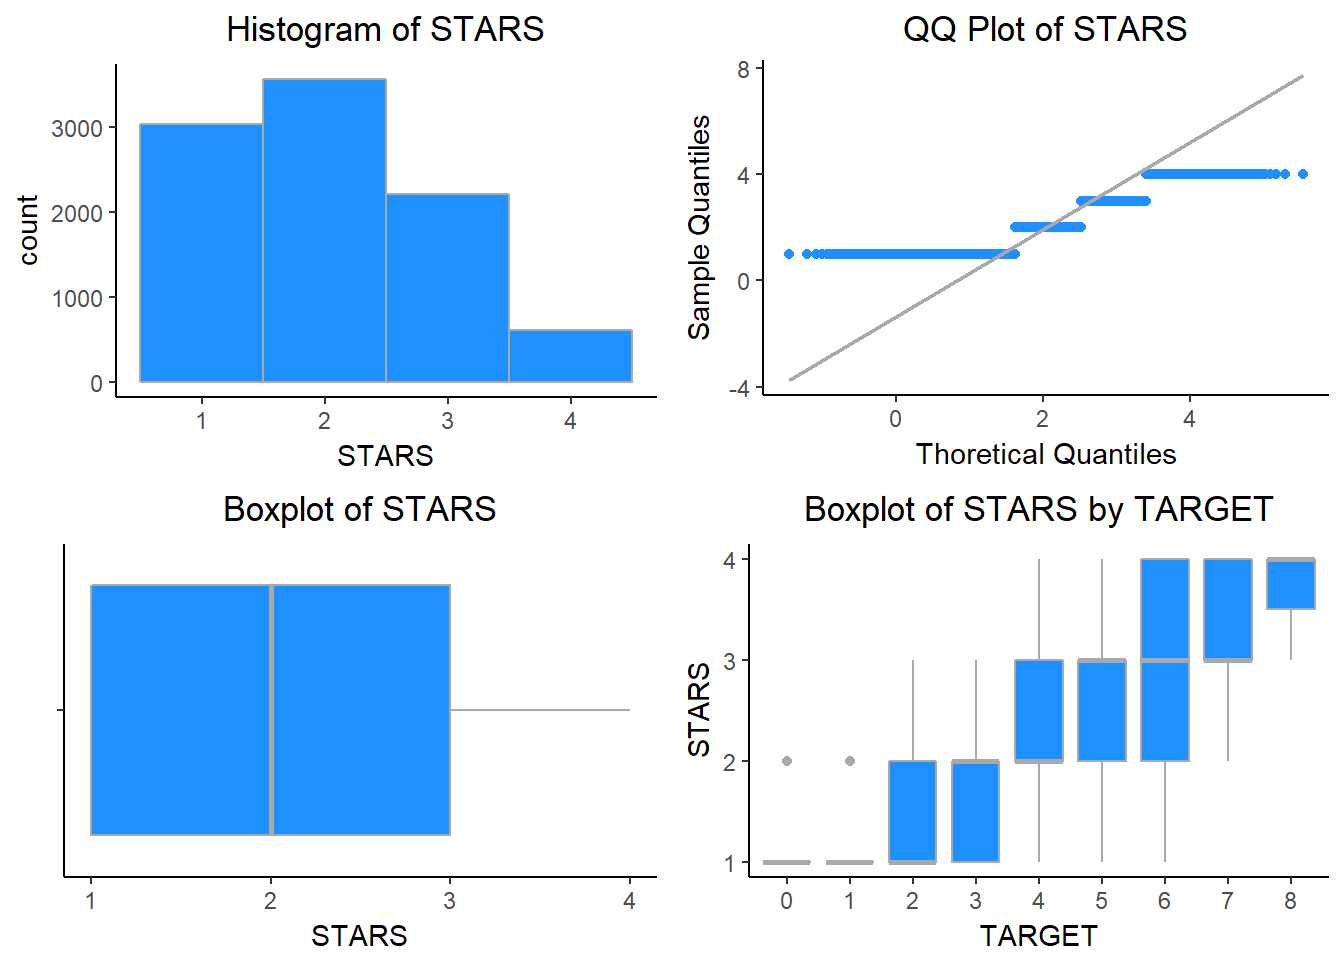 Histogram of STARS
count
3000
2000
1000
0
1 2 3 4
STARS
QQ Plot of STARS
Sample Quantiles
8
4
0
-4
0 2 4
Thoretical Quantiles
Boxplot of STARS
1 2 3 4
STARS
Boxplot of STARS by TARGET
STARS
4
3
2
1
0 1 2 3 4 5 6 7 8
TARGET